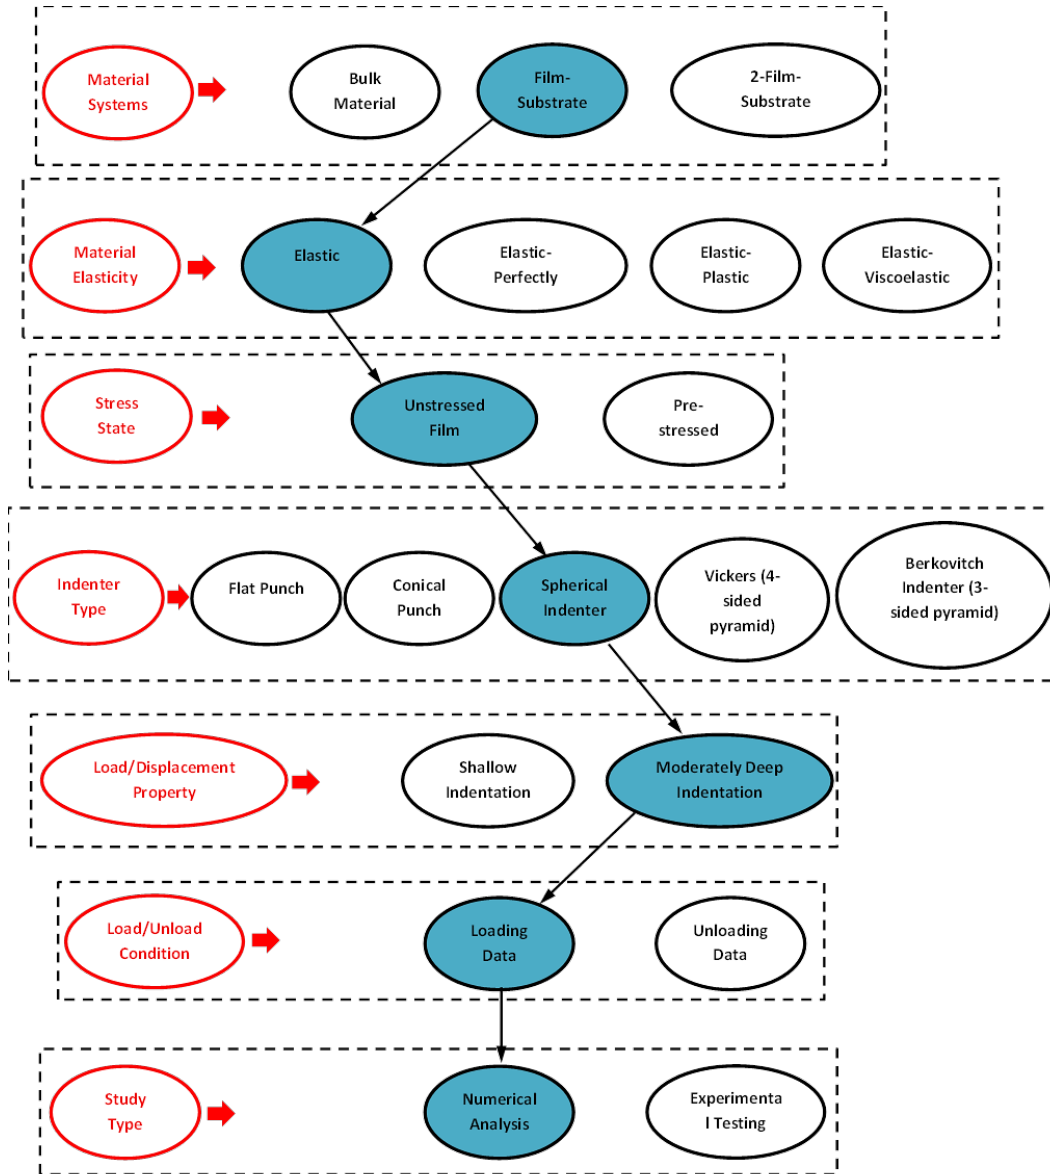 Material
Systems
Bulk
Material
Film-
Substrate
2-Film-
Substrate
Material
Elasticity
Elastic
Elastic-
Perfectly
Elastic-
Plastic
Elastic-
Viscoelastic
Stress
State
Unstressed
Film
Pre-
stressed
Indenter
Type
Flat Punch
Conical
Punch
Spherical
Indenter
Vickers (4-
sided
pyramid)
Berkovitch
Indenter (3-
sided pyramid)
Load/Displacement
Property
Shallow
Indentation
Moderately Deep
Indentation
Load/Unload
Condition
Loading
Data
Unloading
Data
Study
Type
Numerical
Analysis
Experimenta
l Testing